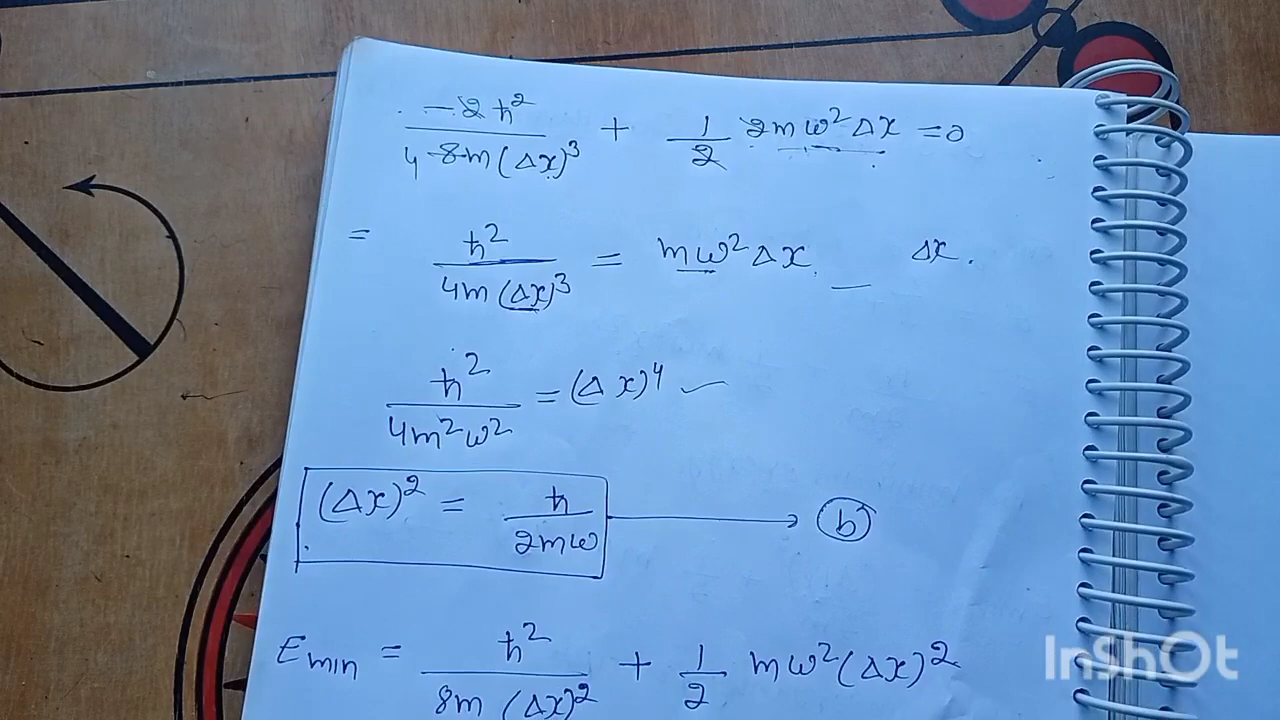 -2ħ² / 4 8m(Δx)³ + 1/2 2mω²Δx = 0
= ħ² / 4m(Δx)³ = mω²Δx Δx.
ħ² / 4m²ω² = (Δx)⁴
(Δx)² = ħ / 2mω → b
Emin = ħ² / 8m(Δx)² + 1/2 mω²(Δx)²
InShOt